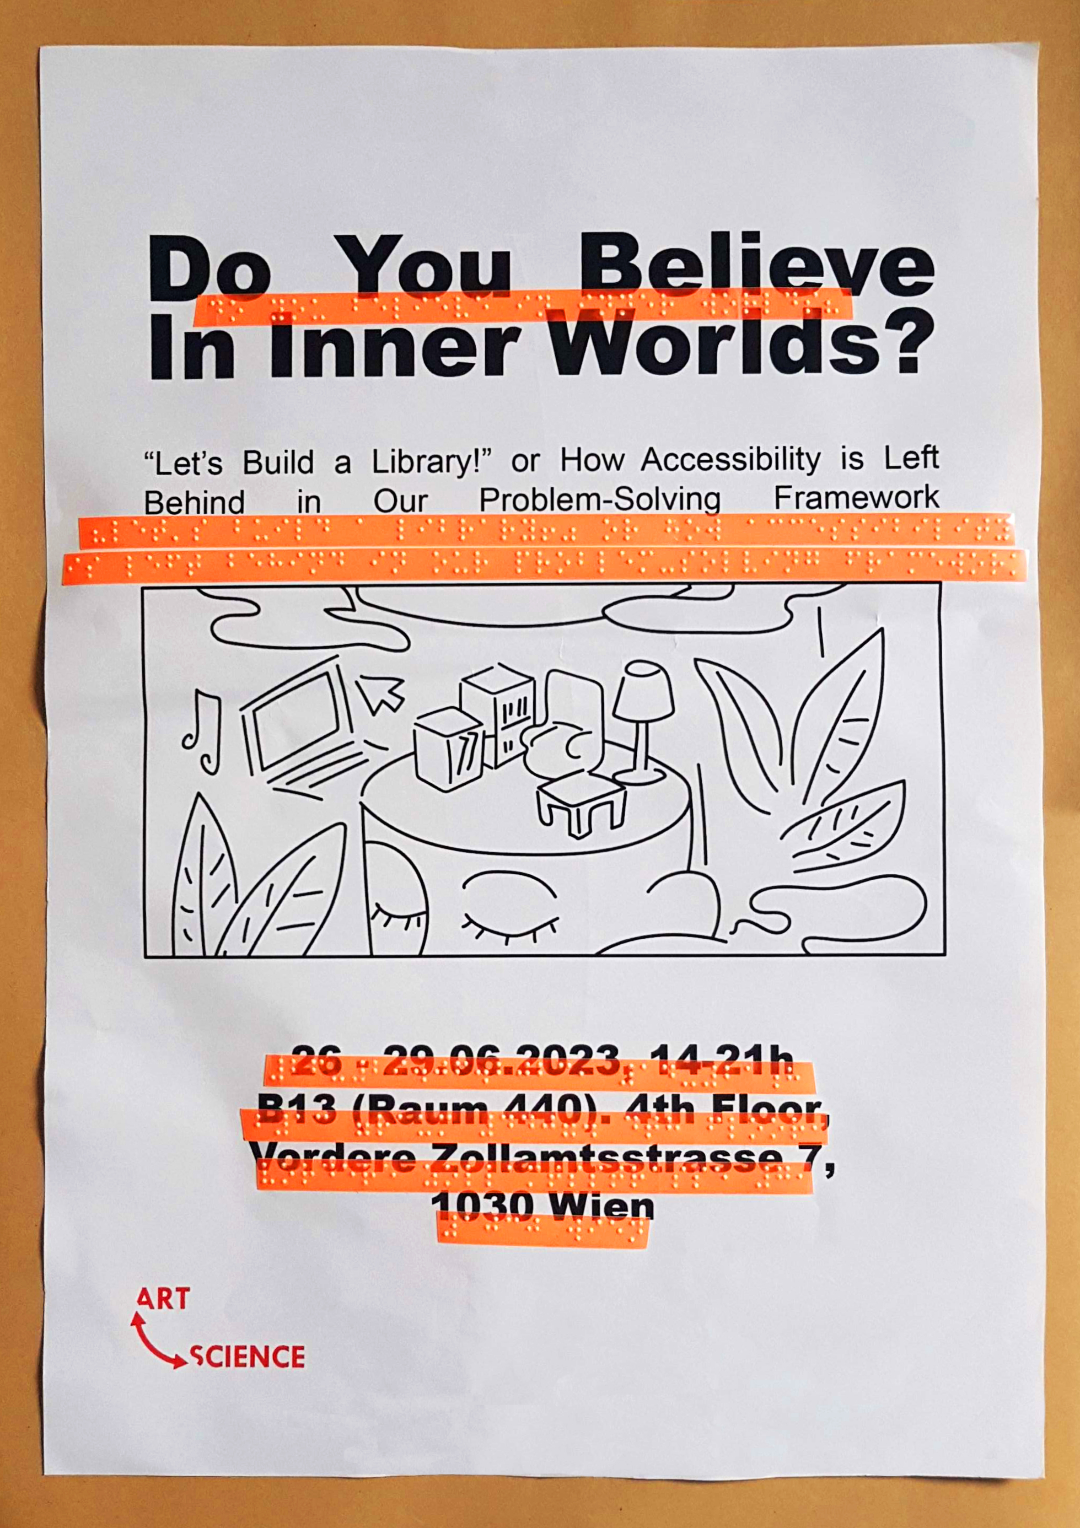 Do You Believe
In Inner Worlds?
“Let’s Build a Library!” or How Accessibility is Left
Behind in Our Problem-Solving Framework
26 - 29.06.2023, 14-21h
B13 (Raum 440). 4th Floor,
Vordere Zollamtsstrasse 7,
1030 Wien
ART
SCIENCE